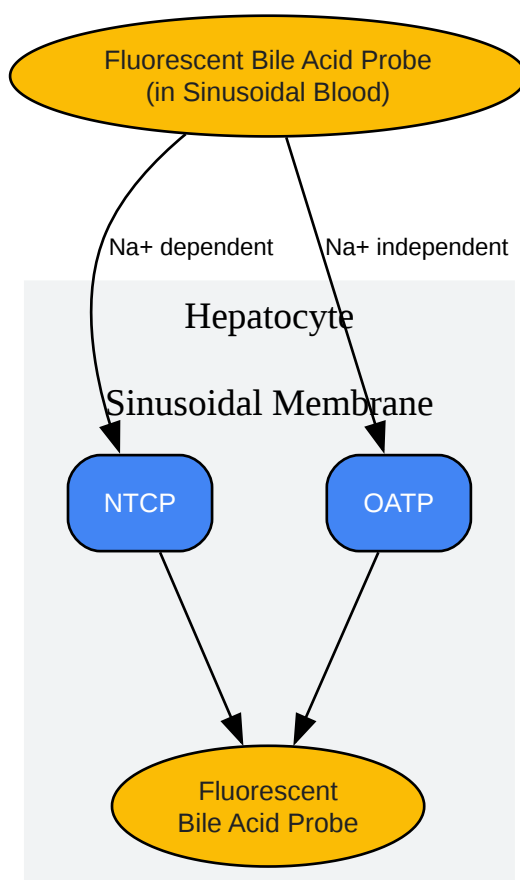 Fluorescent Bile Acid Probe
(in Sinusoidal Blood)
Na+ dependent
Na+ independent
Hepatocyte
Sinusoidal Membrane
NTCP
OATP
Fluorescent
Bile Acid Probe